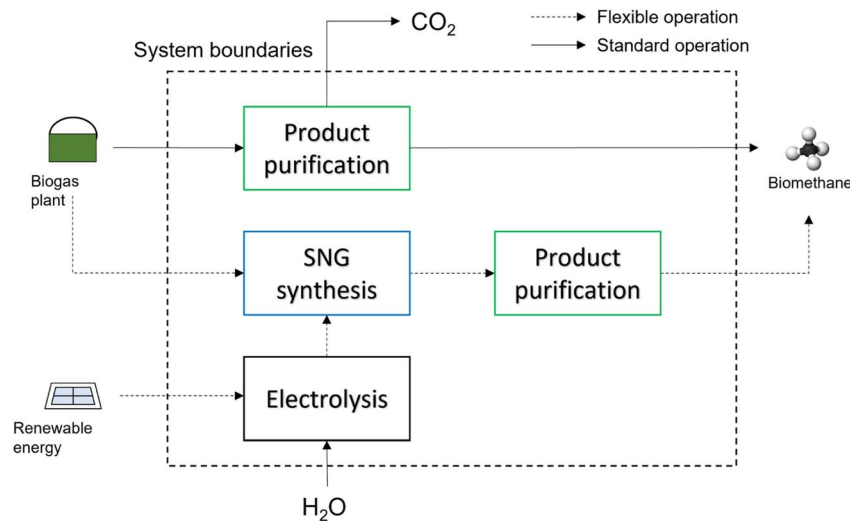 CO₂
Flexible operation
Standard operation
System boundaries
Product
purification
Biogas
plant
Biomethane
SNG
synthesis
Product
purification
Electrolysis
Renewable
energy
H₂O